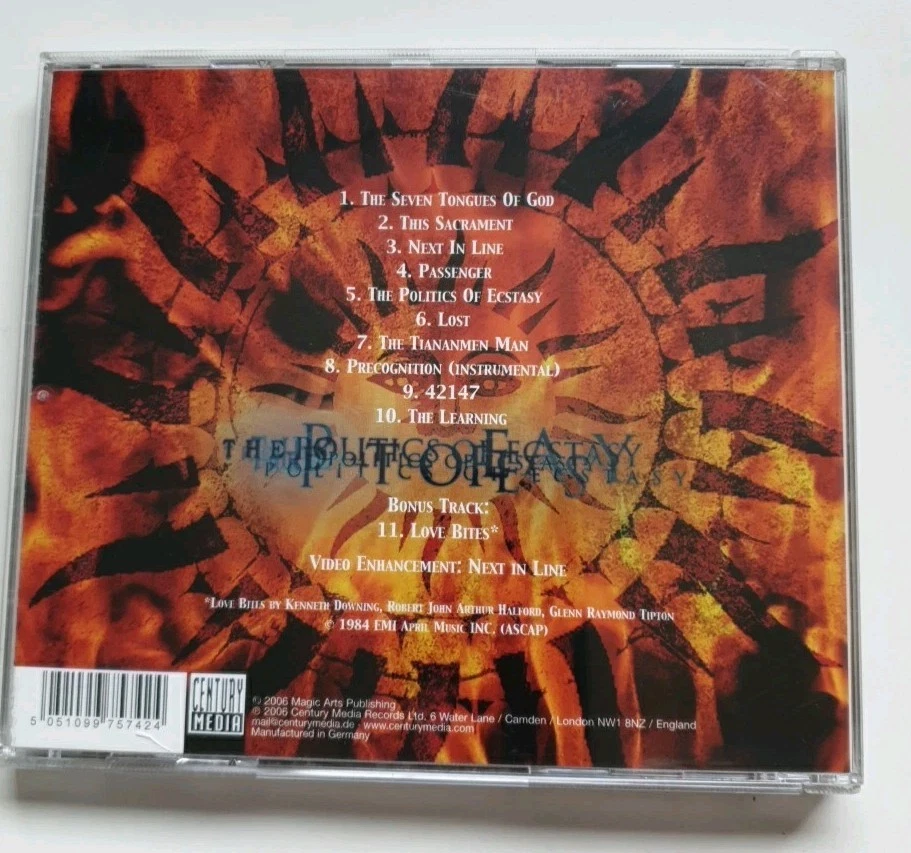 1. The Seven Tongues Of God
2. This Sacrament
3. Next In Line
4. Passenger
5. The Politics Of Ecstasy
6. Lost
7. The Tiananmen Man
8. Precognition (instrumental)
9. 42147
10. The Learning
THE POLITICS OF ECSTASY
Bonus Track:
11. Love Bites*
Video Enhancement: Next in Line
*Love Bites by Kenneth Downing, Robert John Arthur Halford, Glenn Raymond Tipton
© 1984 EMI April Music INC. (ASCAP)
5 051099 757424
CENTURY
MEDIA
© 2006 Magic Arts Publishing
℗ 2006 Century Media Records Ltd. 6 Water Lane / Camden / London NW1 8NZ / England
mail@centurymedia.de · www.centurymedia.com
Manufactured in Germany